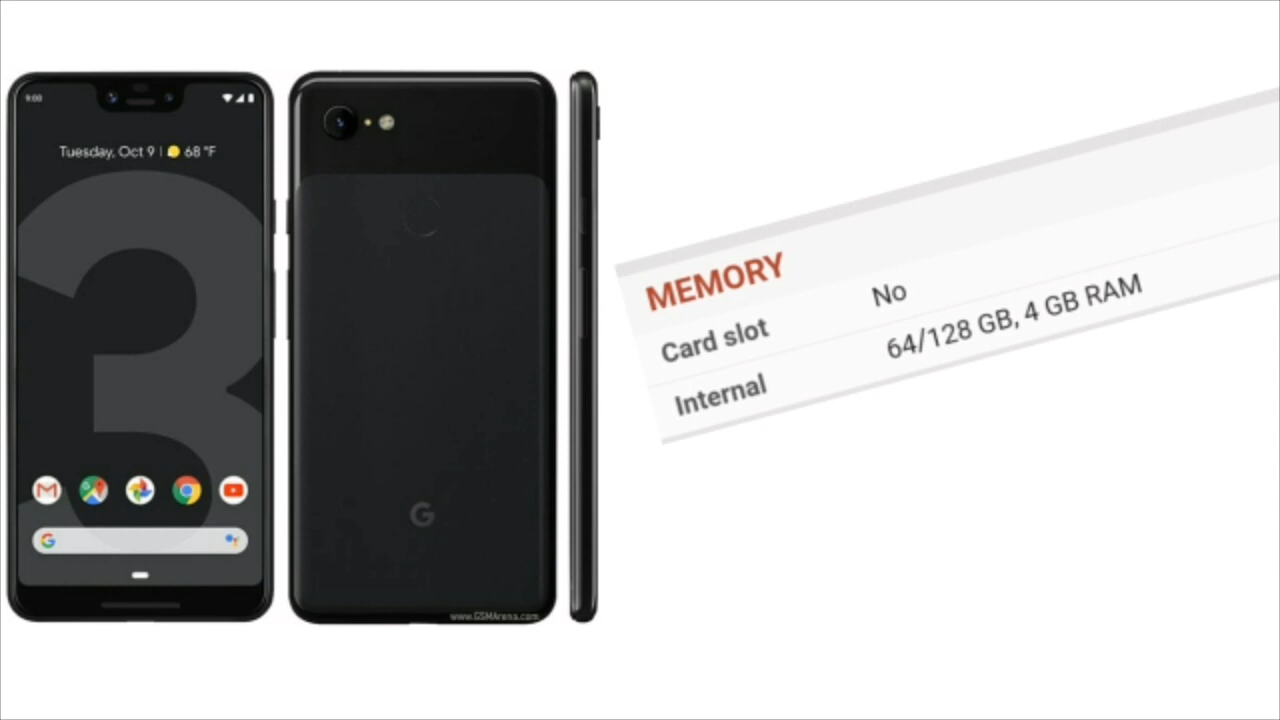 9:00
Tuesday, Oct 9 | 68 °F
3
G
www.GSMArena.com
MEMORY
Card slot No
Internal 64/128 GB, 4 GB RAM